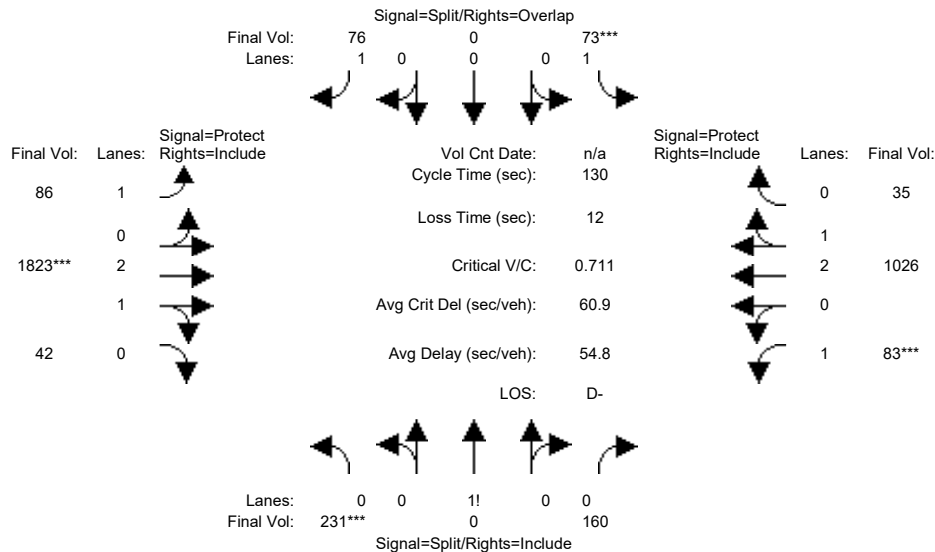 Signal=Split/Rights=Overlap
Final Vol: 76 0 73***
Lanes: 1 0 0 0 1
Signal=Protect Signal=Protect
Final Vol: Lanes: Rights=Include Vol Cnt Date: n/a Rights=Include Lanes: Final Vol:
Cycle Time (sec): 130
86 1 0 35
Loss Time (sec): 12
0 1
1823*** 2 Critical V/C: 0.711 2 1026
1 Avg Crit Del (sec/veh): 60.9 0
42 0 Avg Delay (sec/veh): 54.8 1 83***
LOS: D-
Lanes: 0 0 1! 0 0
Final Vol: 231*** 0 160
Signal=Split/Rights=Include